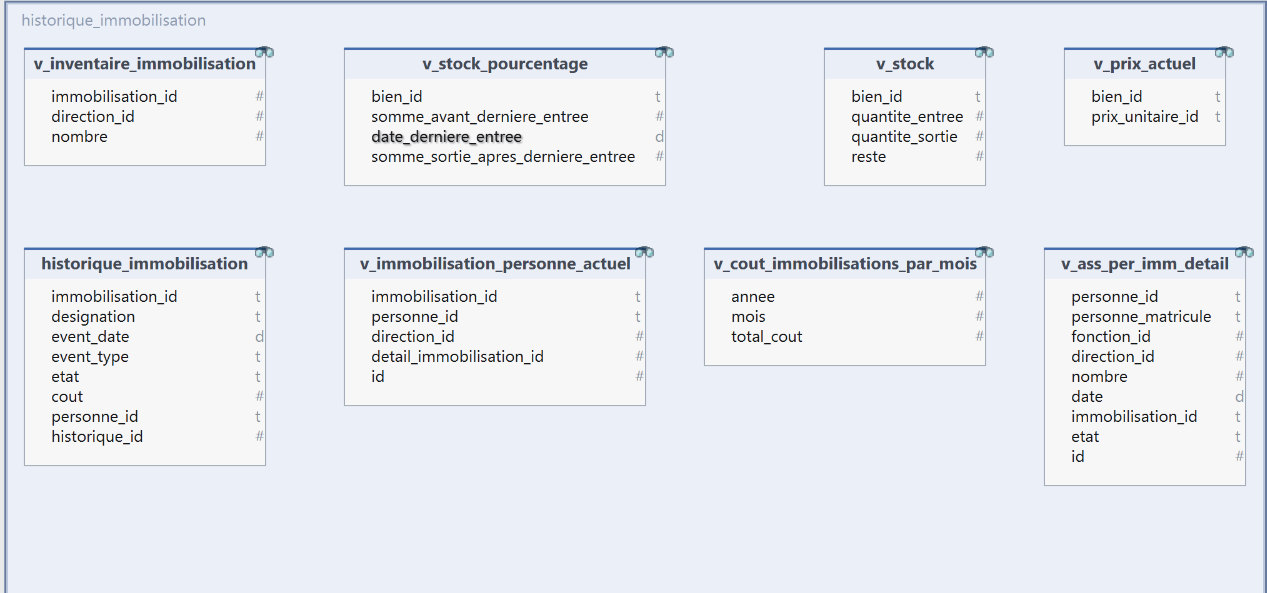 historique_immobilisation
v_inventaire_immobilisation
immobilisation_id #
direction_id #
nombre #
v_stock_pourcentage
bien_id t
somme_avant_derniere_entree #
date_derniere_entree d
somme_sortie_apres_derniere_entree #
v_stock
bien_id t
quantite_entree #
quantite_sortie #
reste #
v_prix_actuel
bien_id t
prix_unitaire_id t
historique_immobilisation
immobilisation_id t
designation t
event_date d
event_type t
etat t
cout #
personne_id t
historique_id #
v_immobilisation_personne_actuel
immobilisation_id t
personne_id t
direction_id #
detail_immobilisation_id #
id #
v_cout_immobilisations_par_mois
annee #
mois #
total_cout #
v_ass_per_imm_detail
personne_id t
personne_matricule t
fonction_id #
direction_id #
nombre #
date d
immobilisation_id t
etat t
id #